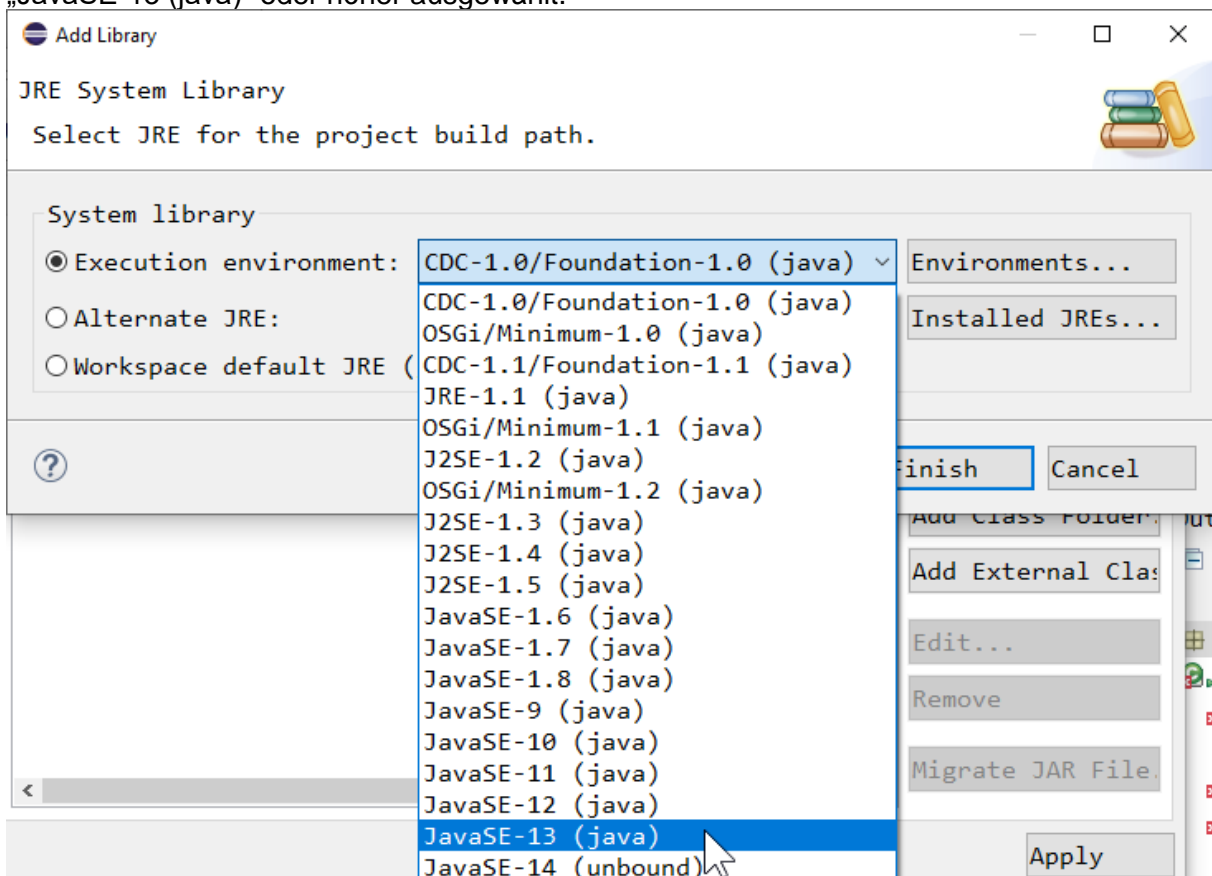 oder höher ausgewählt.
Add Library
JRE System Library
Select JRE for the project build path.
System library
Execution environment: CDC-1.0/Foundation-1.0 (java) Environments...
Alternate JRE: Installed JREs...
Workspace default JRE (
CDC-1.0/Foundation-1.0 (java)
OSGi/Minimum-1.0 (java)
CDC-1.1/Foundation-1.1 (java)
JRE-1.1 (java)
OSGi/Minimum-1.1 (java)
J2SE-1.2 (java)
OSGi/Minimum-1.2 (java)
J2SE-1.3 (java)
J2SE-1.4 (java)
J2SE-1.5 (java)
JavaSE-1.6 (java)
JavaSE-1.7 (java)
JavaSE-1.8 (java)
JavaSE-9 (java)
JavaSE-10 (java)
JavaSE-11 (java)
JavaSE-12 (java)
JavaSE-13 (java)
JavaSE-14 (unbound)
Finish Cancel
Add Class Folder.
Add External Clas
Edit...
Remove
Migrate JAR File.
Apply